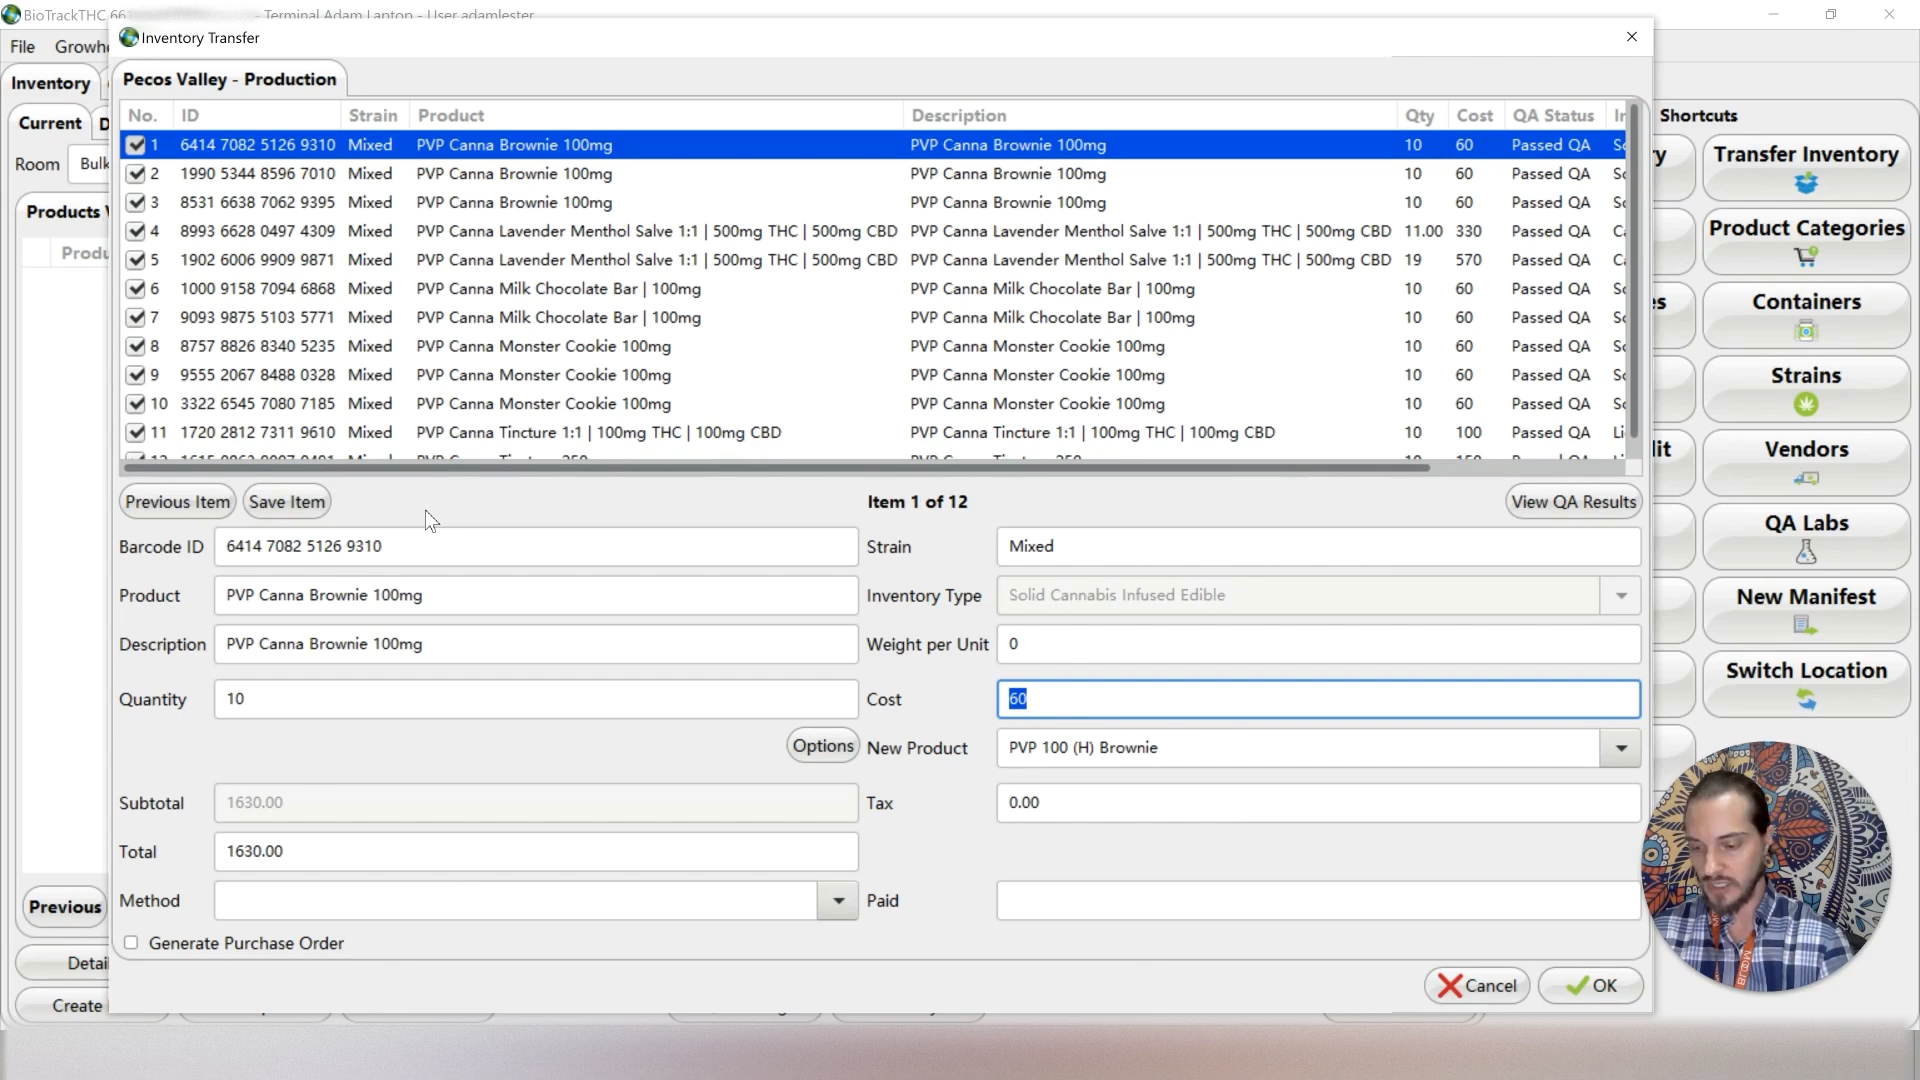 BioTrackTHC 661 - Terminal Adam Laptop - User adamlester
File
Inventory Transfer
Inventory
Pecos Valley - Production
Current
Room Bulk
No. ID Strain Product Description Qty Cost QA Status
1 6414 7082 5126 9310 Mixed PVP Canna Brownie 100mg PVP Canna Brownie 100mg 10 60 Passed QA
2 1990 5344 8596 7010 Mixed PVP Canna Brownie 100mg PVP Canna Brownie 100mg 10 60 Passed QA
3 8531 6638 7062 9395 Mixed PVP Canna Brownie 100mg PVP Canna Brownie 100mg 10 60 Passed QA
4 8993 6628 0497 4309 Mixed PVP Canna Lavender Menthol Salve 1:1 | 500mg THC | 500mg CBD PVP Canna Lavender Menthol Salve 1:1 | 500mg THC | 500mg CBD 11.00 330 Passed QA
5 1902 6006 9909 9871 Mixed PVP Canna Lavender Menthol Salve 1:1 | 500mg THC | 500mg CBD PVP Canna Lavender Menthol Salve 1:1 | 500mg THC | 500mg CBD 19 570 Passed QA
6 1000 9158 7094 6868 Mixed PVP Canna Milk Chocolate Bar | 100mg PVP Canna Milk Chocolate Bar | 100mg 10 60 Passed QA
7 9093 9875 5103 5771 Mixed PVP Canna Milk Chocolate Bar | 100mg PVP Canna Milk Chocolate Bar | 100mg 10 60 Passed QA
8 8757 8826 8340 5235 Mixed PVP Canna Monster Cookie 100mg PVP Canna Monster Cookie 100mg 10 60 Passed QA
9 9555 2067 8488 0328 Mixed PVP Canna Monster Cookie 100mg PVP Canna Monster Cookie 100mg 10 60 Passed QA
10 3322 6545 7080 7185 Mixed PVP Canna Monster Cookie 100mg PVP Canna Monster Cookie 100mg 10 60 Passed QA
11 1720 2812 7311 9610 Mixed PVP Canna Tincture 1:1 | 100mg THC | 100mg CBD PVP Canna Tincture 1:1 | 100mg THC | 100mg CBD 10 100 Passed QA
Previous Item Save Item Item 1 of 12 View QA Results
Barcode ID 6414 7082 5126 9310 Strain Mixed
Product PVP Canna Brownie 100mg Inventory Type Solid Cannabis Infused Edible
Description PVP Canna Brownie 100mg Weight per Unit 0
Quantity 10 Cost 60
Options New Product PVP 100 (H) Brownie
Subtotal 1630.00 Tax 0.00
Total 1630.00
Method Paid
Generate Purchase Order
Cancel OK
Previous
Create
Shortcuts
Transfer Inventory
Product Categories
Containers
Strains
Vendors
QA Labs
New Manifest
Switch Location